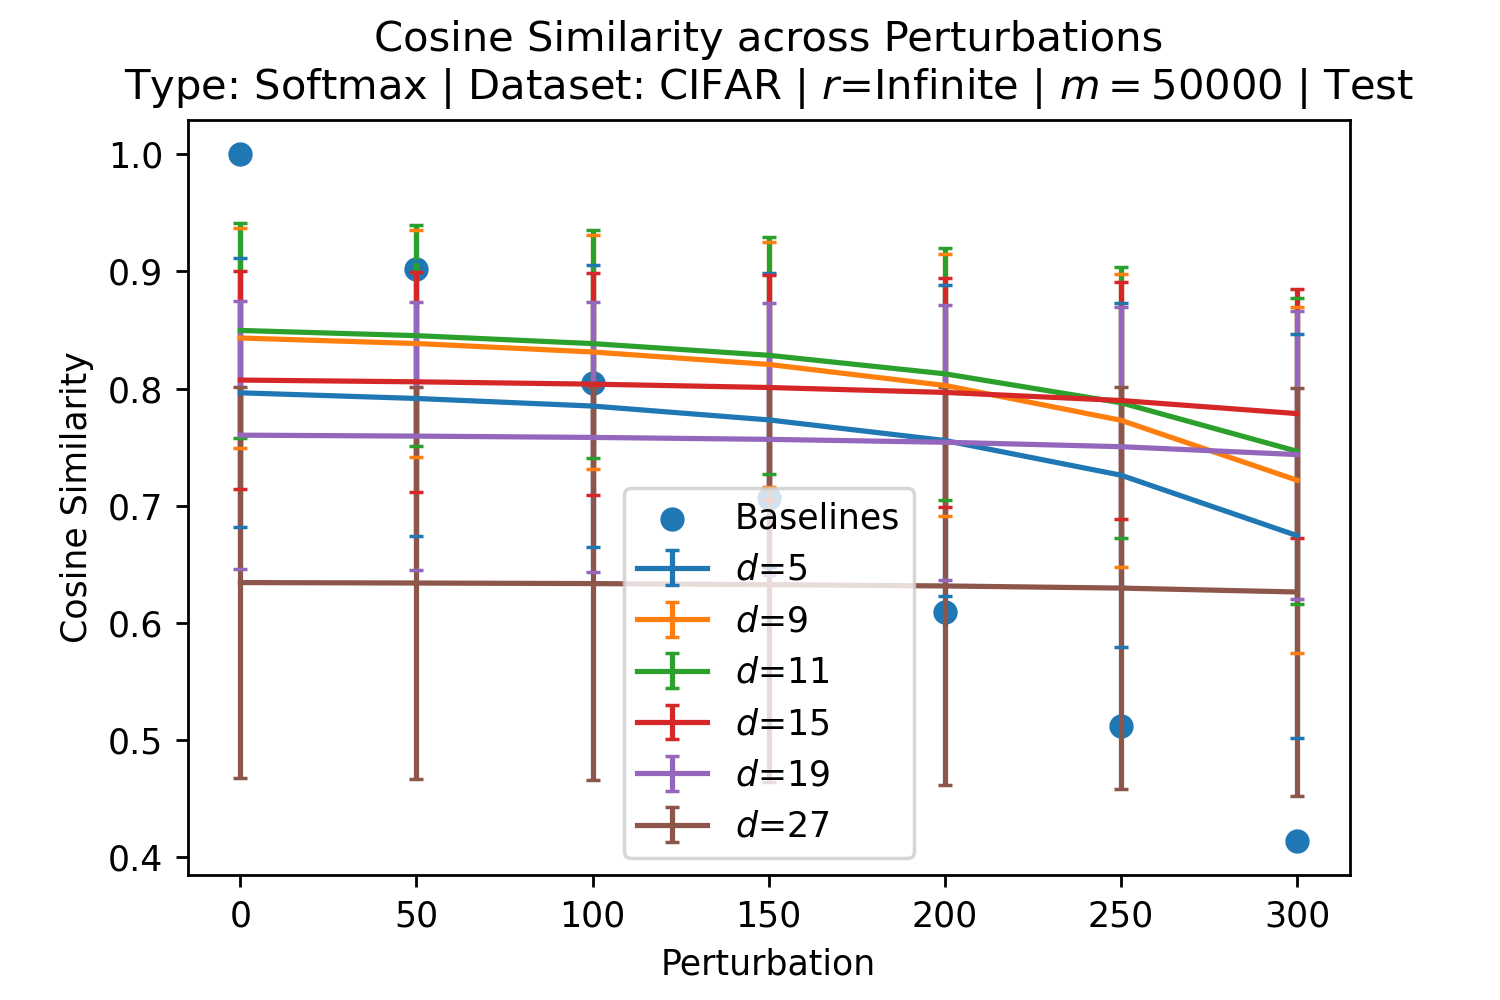 Cosine Similarity across Perturbations
Type: Softmax | Dataset: CIFAR | r=Infinite | m = 50000 | Test
Cosine Similarity
1.0
0.9
0.8
0.7
0.6
0.5
0.4
Baselines
d=5
d=9
d=11
d=15
d=19
d=27
0 50 100 150 200 250 300
Perturbation